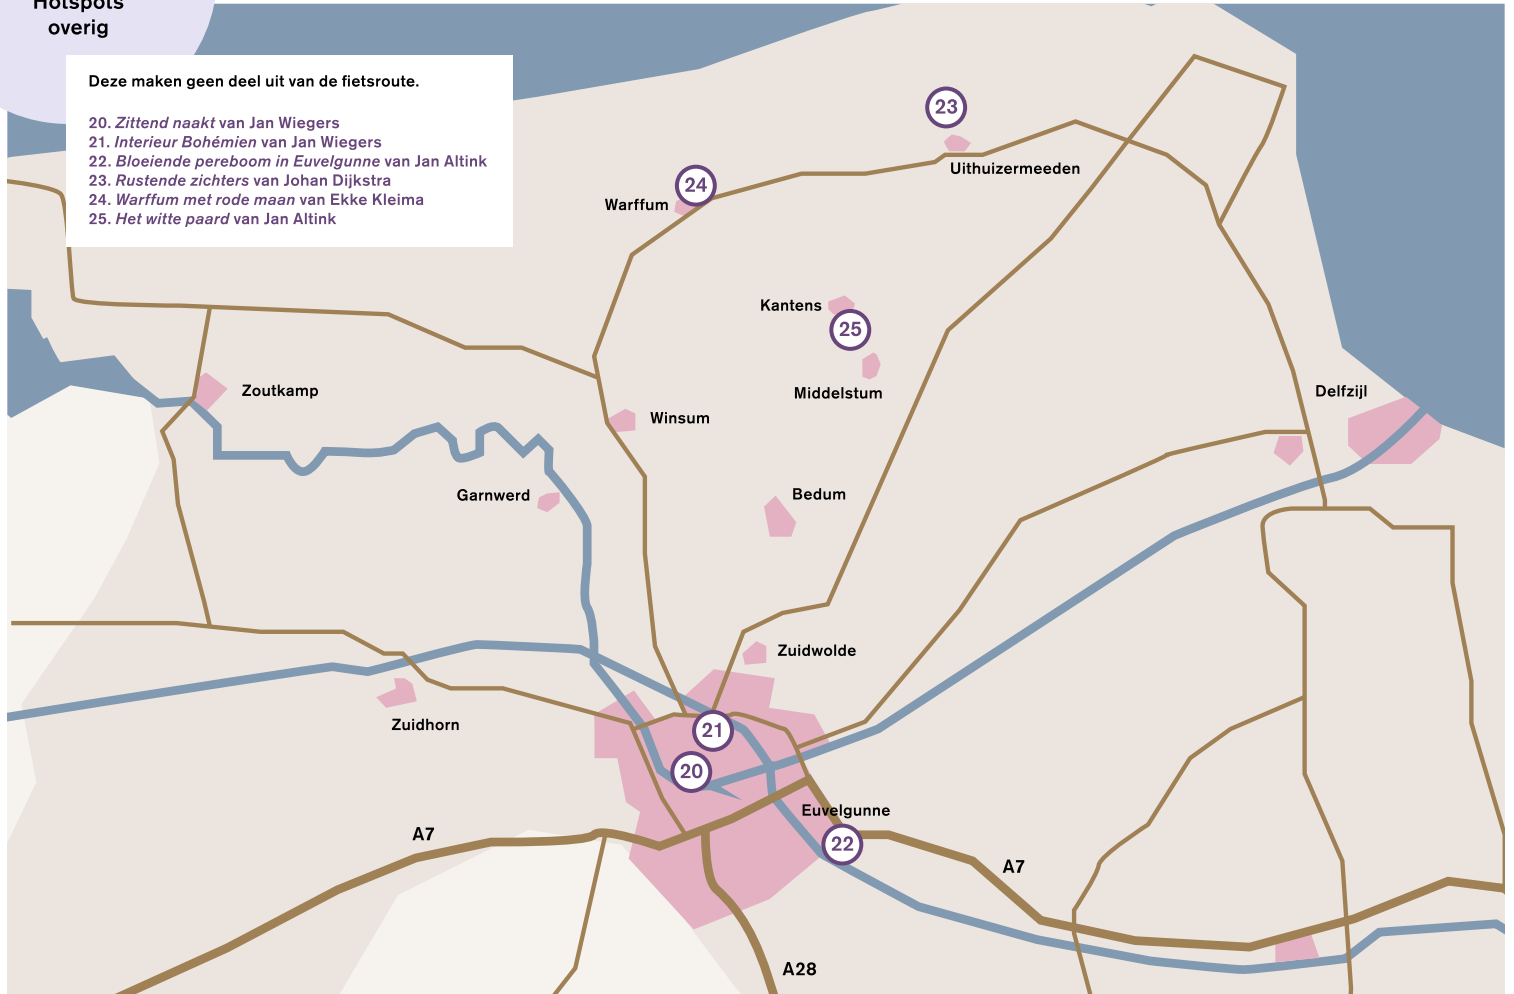 Hotspots
overig
Deze maken geen deel uit van de fietsroute.
20. Zittend naakt van Jan Wiegers
21. Interieur Bohémien van Jan Wiegers
22. Bloeiende pereboom in Euvelgunne van Jan Altink
23. Rustende zichters van Johan Dijkstra
24. Warffum met rode maan van Ekke Kleima
25. Het witte paard van Jan Altink
23
Uithuizermeeden
24
Warffum
Kantens
25
Middelstum
Zoutkamp
Delfzijl
Winsum
Garnwerd
Bedum
Zuidwolde
Zuidhorn
21
20
Euvelgunne
22
A7
A7
A28